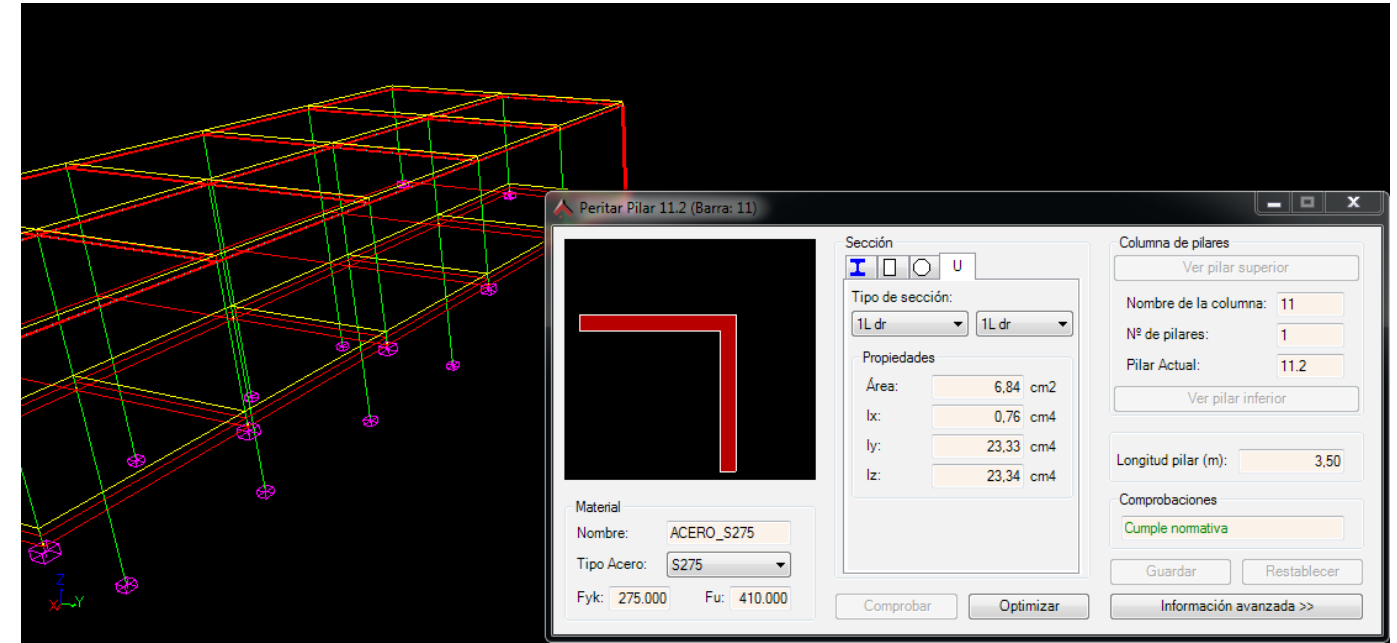 Z
X
Y
Peritar Pilar 11.2 (Barra: 11)
Sección
U
Tipo de sección:
1L dr
1L dr
Propiedades
Área: 6,84 cm2
Ix: 0,76 cm4
Iy: 23,33 cm4
Iz: 23,34 cm4
Material
Nombre: ACERO_S275
Tipo Acero: S275
Fyk: 275.000 Fu: 410.000
Comprobar
Optimizar
Columna de pilares
Ver pilar superior
Nombre de la columna: 11
Nº de pilares: 1
Pilar Actual: 11.2
Ver pilar inferior
Longitud pilar (m): 3,50
Comprobaciones
Cumple normativa
Guardar
Restablecer
Información avanzada >>